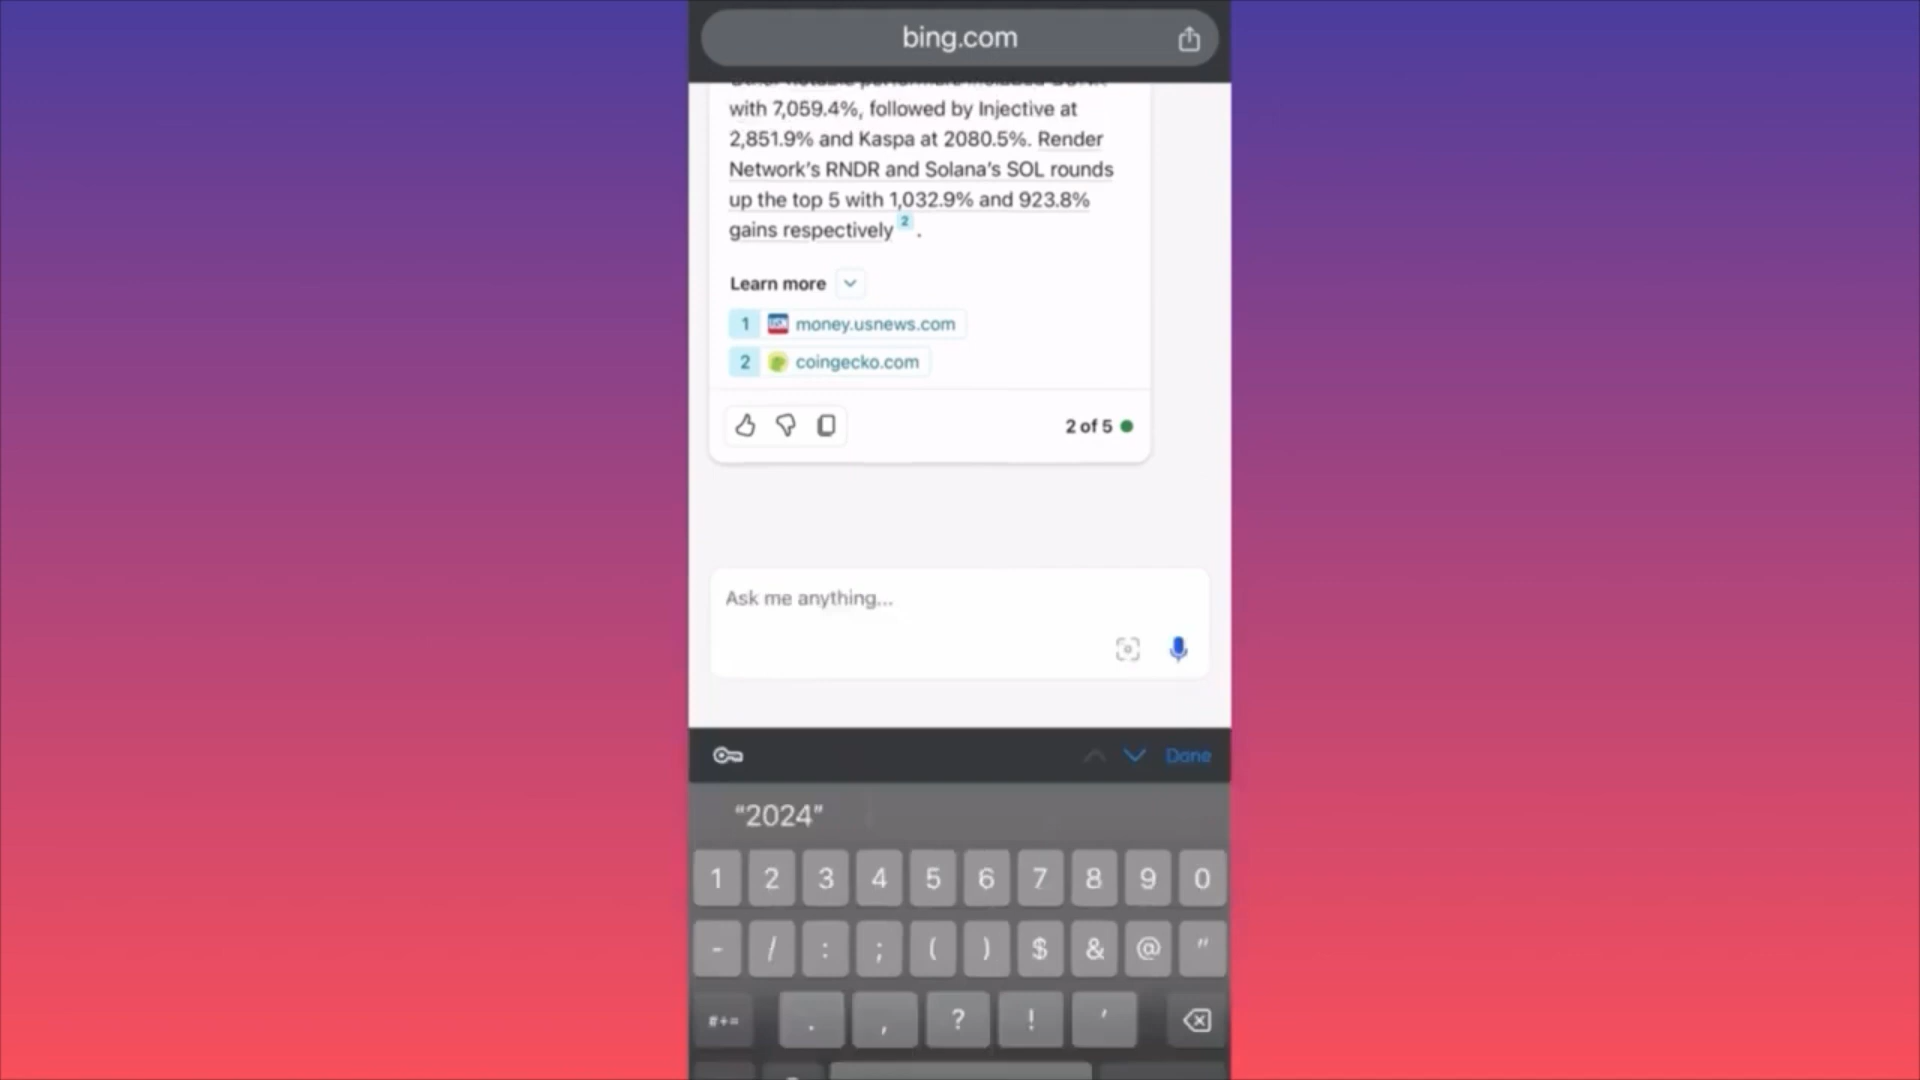 bing.com
with 7,059.4%, followed by Injective at
2,851.9% and Kaspa at 2080.5%. Render
Network's RNDR and Solana's SOL rounds
up the top 5 with 1,032.9% and 923.8%
gains respectively 2 .
Learn more
1 money.usnews.com
2 coingecko.com
2 of 5
Ask me anything...
Done
“2024”
1 2 3 4 5 6 7 8 9 0
- / : ; ( ) $ & @ "
#+= . , ? ! '